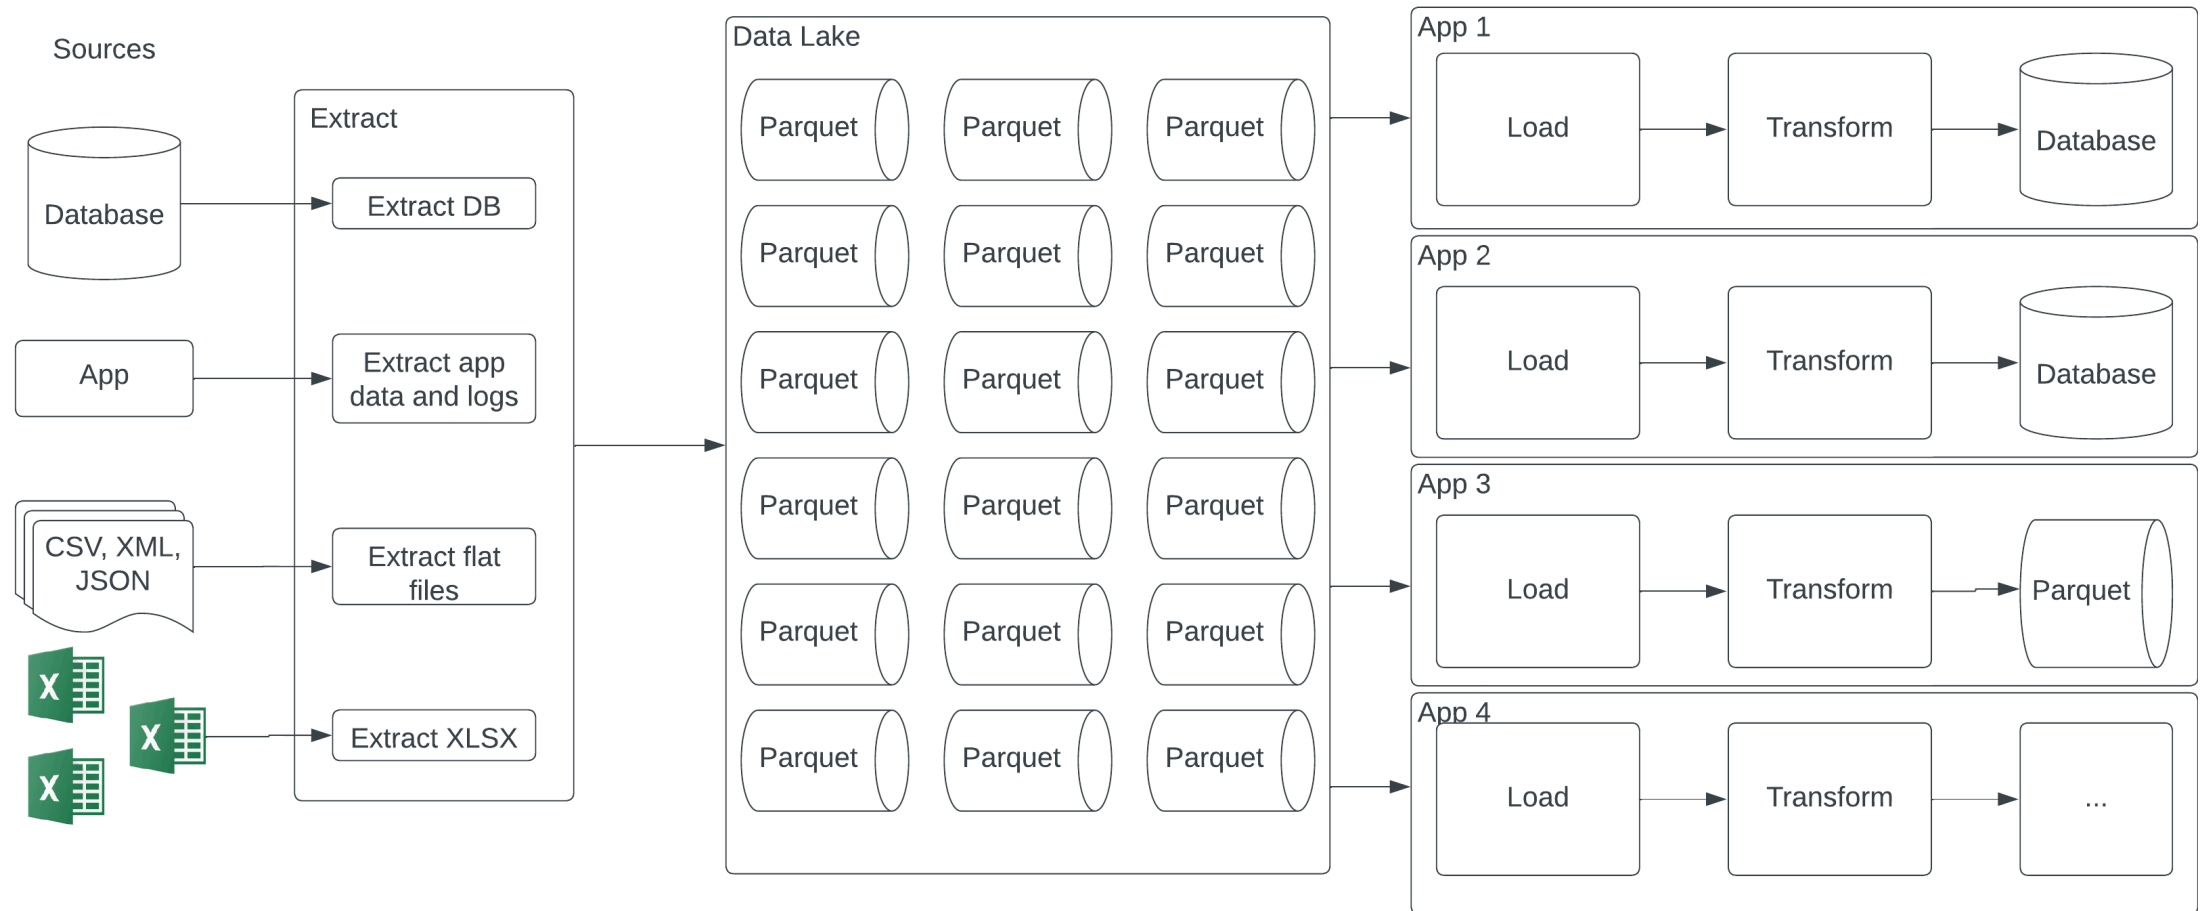 Sources
Database
App
CSV, XML,
JSON
X
X
X
Extract
Extract DB
Extract app
data and logs
Extract flat
files
Extract XLSX
Data Lake
Parquet Parquet Parquet
Parquet Parquet Parquet
Parquet Parquet Parquet
Parquet Parquet Parquet
Parquet Parquet Parquet
Parquet Parquet Parquet
App 1
Load Transform Database
App 2
Load Transform Database
App 3
Load Transform Parquet
App 4
Load Transform ...